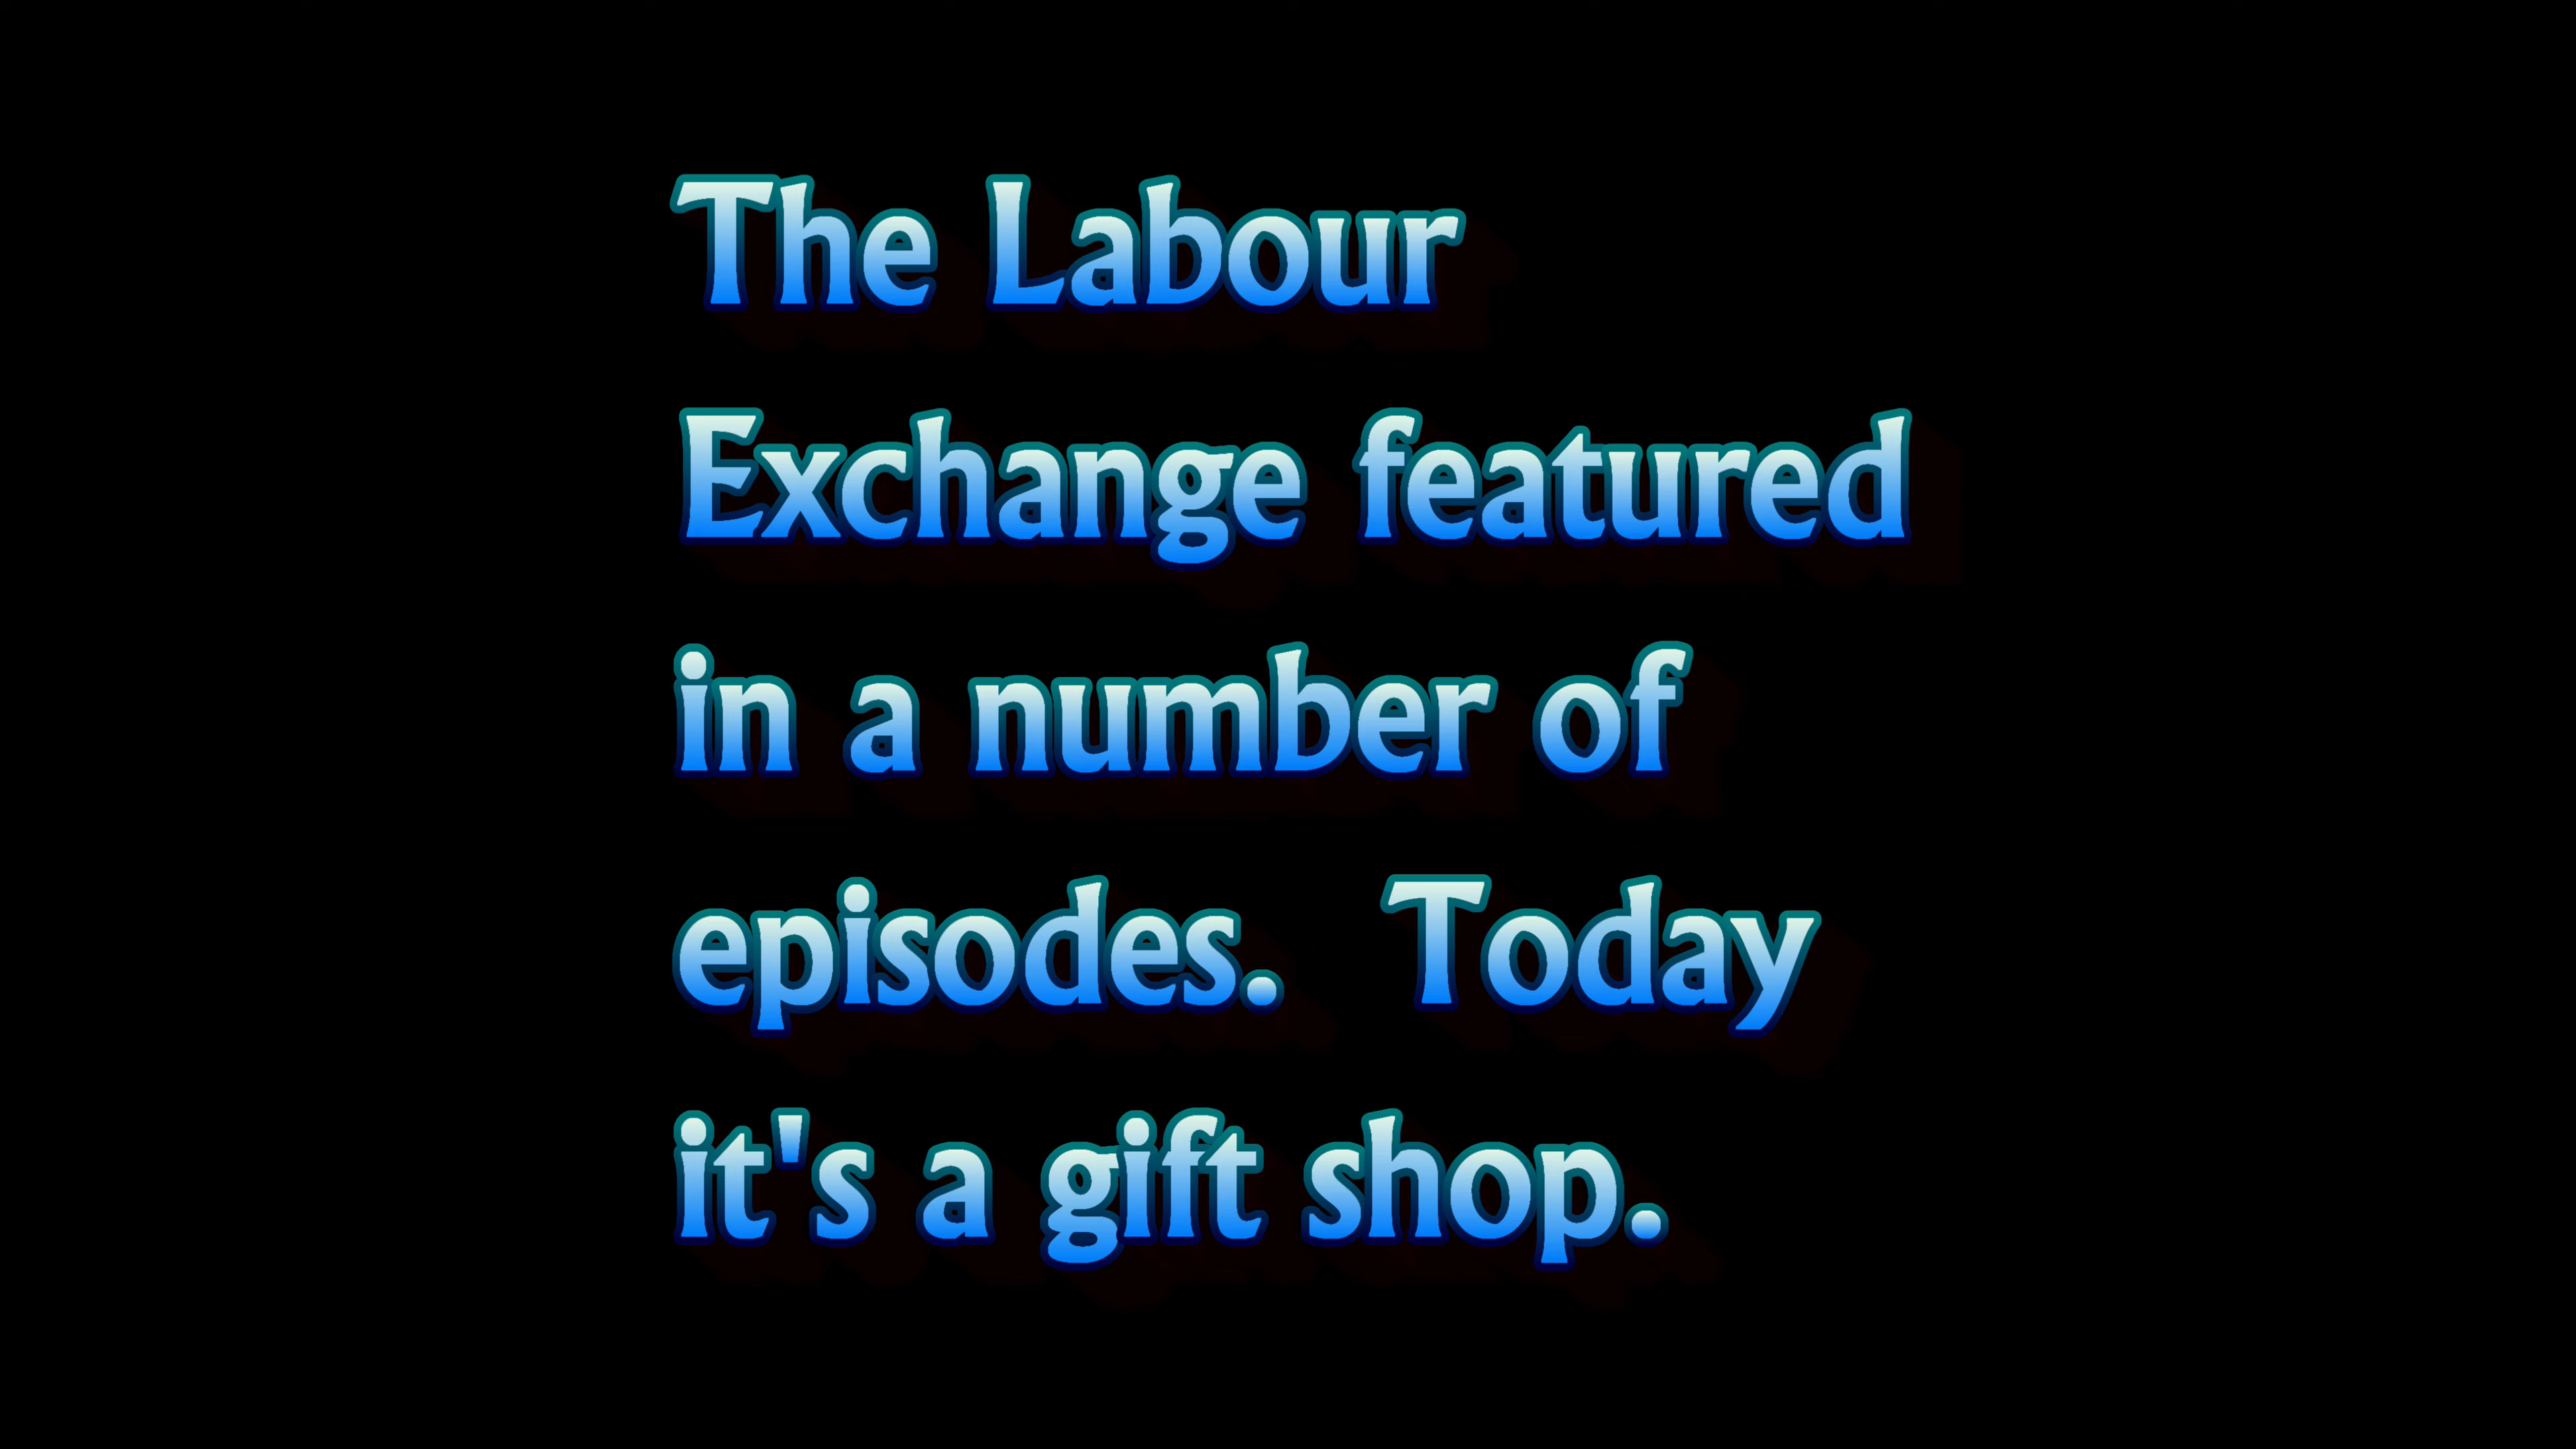 The Labour
Exchange featured
in a number of
episodes.  Today
it's a gift shop.